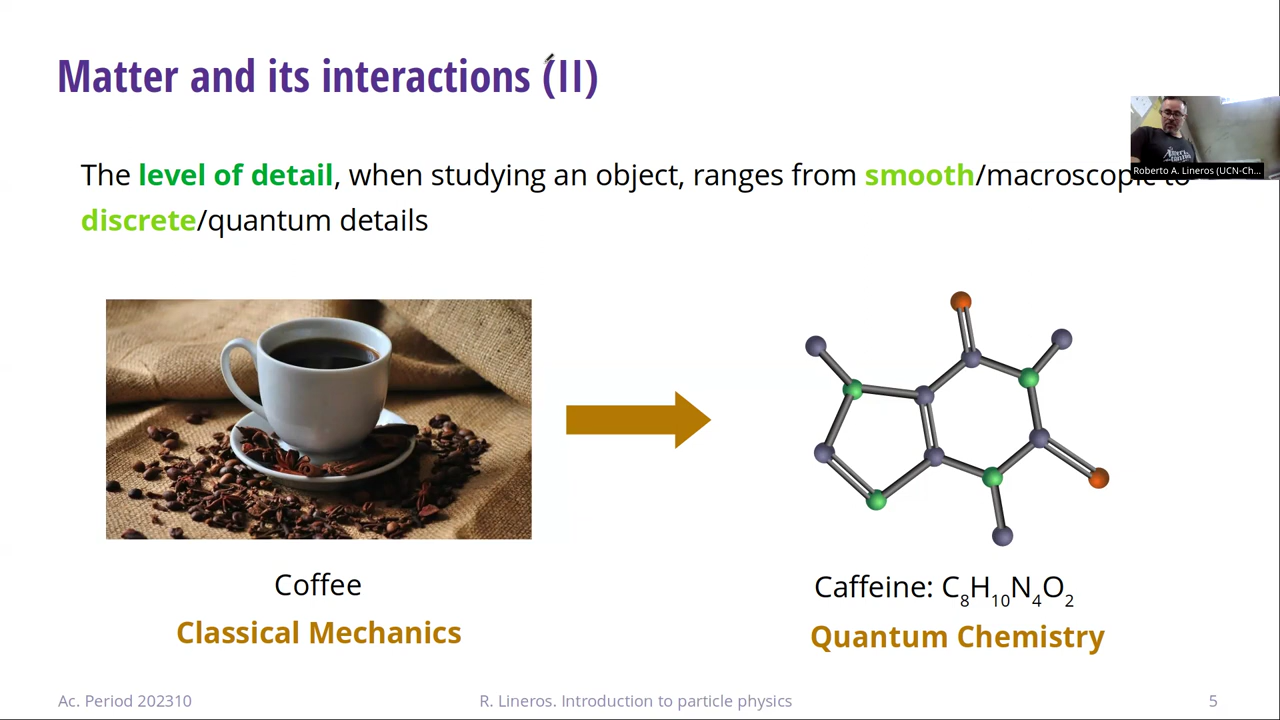 Matter and its interactions (II)
The level of detail, when studying an object, ranges from smooth/macroscopic to
discrete/quantum details
Roberto A. Lineros (UCN-Ch...
Coffee
Classical Mechanics
Caffeine: C8H10N4O2
Quantum Chemistry
Ac. Period 202310
R. Lineros. Introduction to particle physics
5